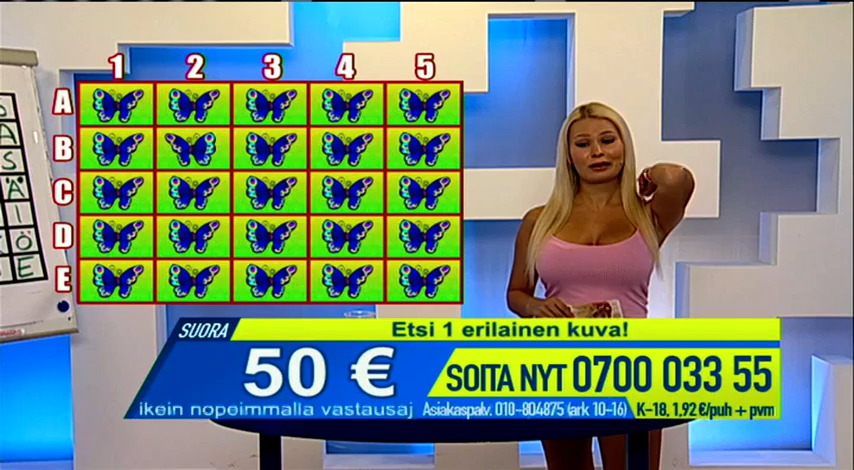 1 2 3 4 5
A
B
C
D
E
S
A
S
Ä
Ö
E
SUORA
Etsi 1 erilainen kuva!
50 €
SOITA NYT 0700 033 55
ikein nopeimmalla vastausaj
Asiakaspalv. 010-804875 (ark 10-16)
K-18, 1,92 €/puh + pvm